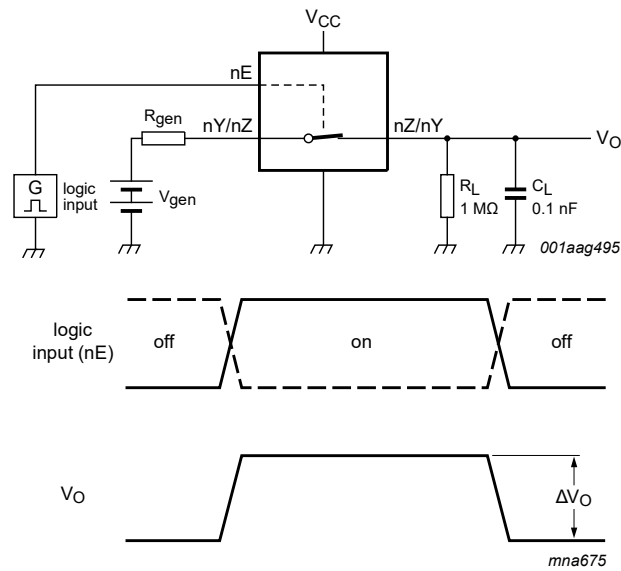 VCC
nE
Rgen
nY/nZ
nZ/nY
VO
G
logic
input
Vgen
RL
1 MΩ
CL
0.1 nF
001aag495
logic
input (nE)
off
on
off
VO
ΔVO
mna675